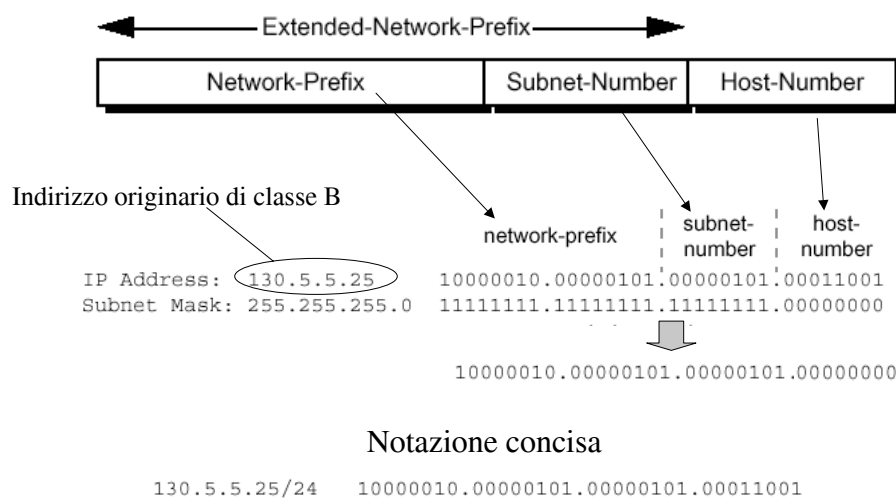 Extended-Network-Prefix
Network-Prefix Subnet-Number Host-Number
Indirizzo originario di classe B
network-prefix subnet-number host-number
IP Address: 130.5.5.25 10000010.00000101.00000101.00011001
Subnet Mask: 255.255.255.0 11111111.11111111.11111111.00000000
10000010.00000101.00000101.00000000
Notazione concisa
130.5.5.25/24 10000010.00000101.00000101.00011001